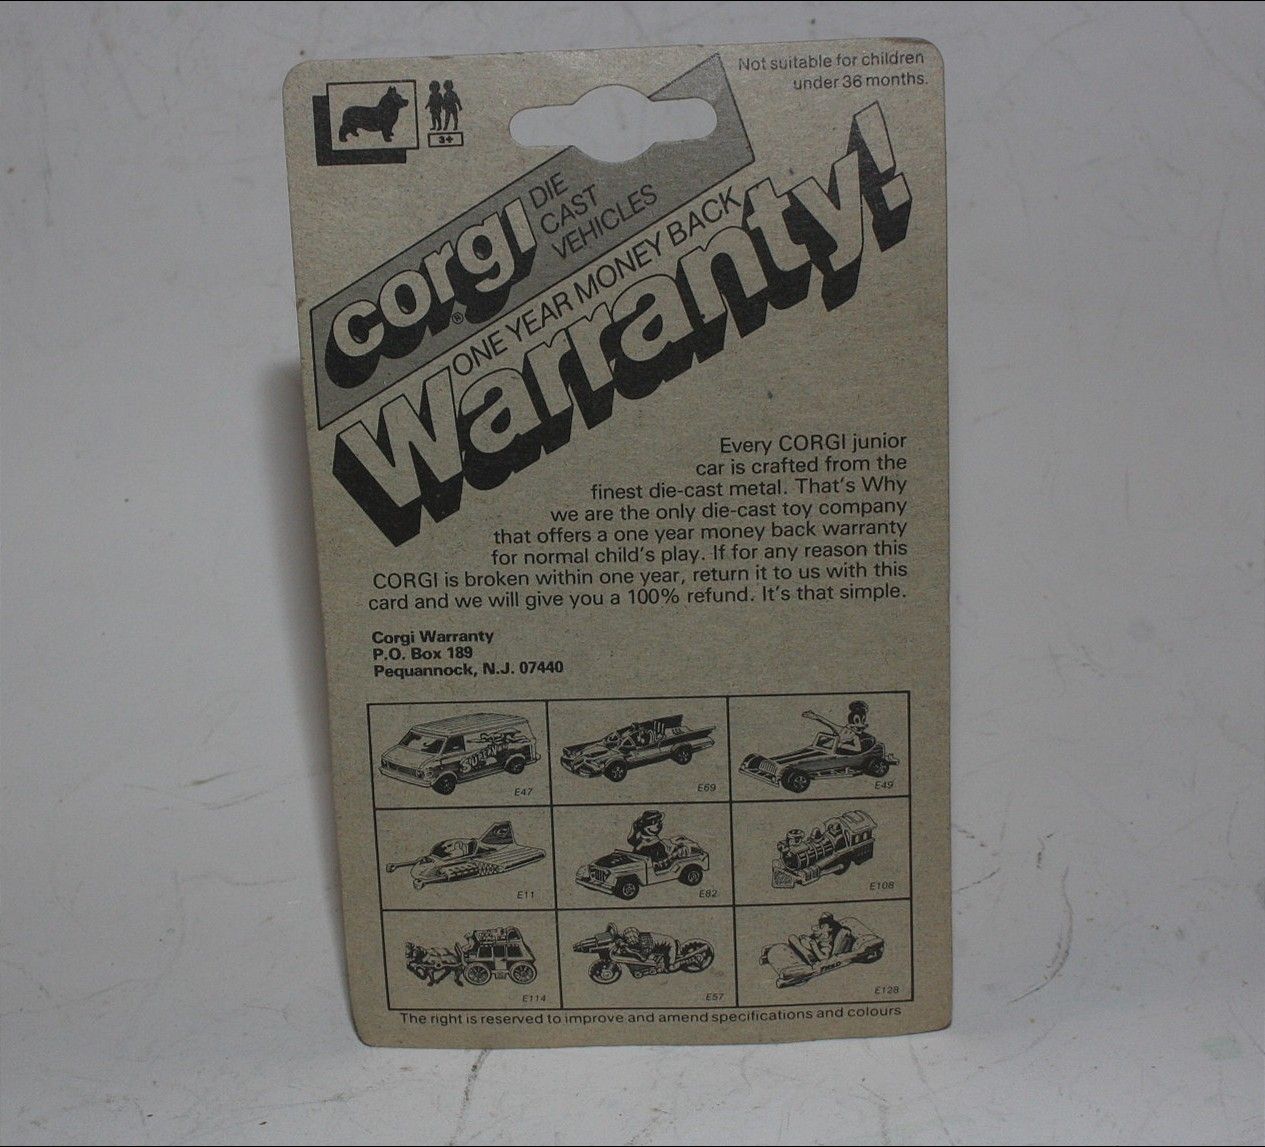 Not suitable for children
under 36 months.
3+
corgi®
DIE
CAST
VEHICLES
ONE YEAR MONEY BACK
Warranty!
Every CORGI junior
car is crafted from the
finest die-cast metal. That's Why
we are the only die-cast toy company
that offers a one year money back warranty
for normal child's play. If for any reason this
CORGI is broken within one year, return it to us with this
card and we will give you a 100% refund. It's that simple.
Corgi Warranty
P.O. Box 189
Pequannock, N.J. 07440
E47
E69
E49
E11
E82
E108
E114
E57
FRED
E128
The right is reserved to improve and amend specifications and colours